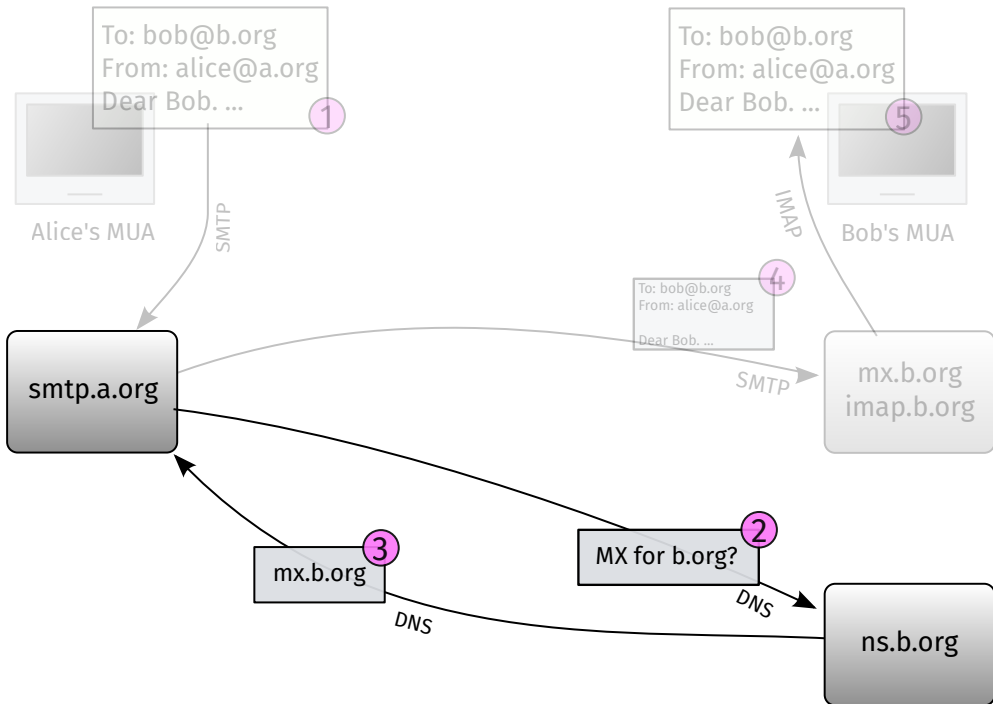 To: bob@b.org
From: alice@a.org
Dear Bob. ...
1
Alice's MUA
SMTP
To: bob@b.org
From: alice@a.org
Dear Bob. ...
5
Bob's MUA
IMAP
4
To: bob@b.org
From: alice@a.org
Dear Bob. ...
SMTP
smtp.a.org
mx.b.org
imap.b.org
2
MX for b.org?
DNS
3
mx.b.org
DNS
ns.b.org